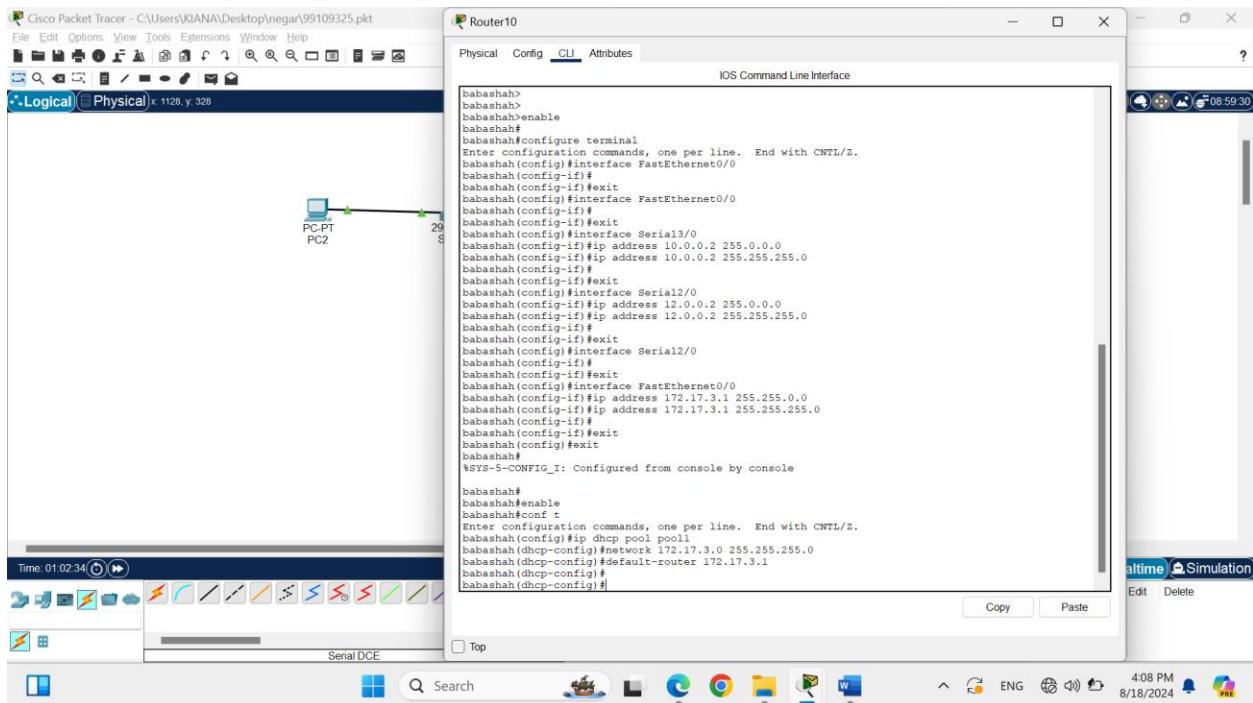 Cisco Packet Tracer - C:\Users\KIANA\Desktop\negar\99109325.pkt
File Edit Options View Tools Extensions Window Help
Logical Physical x: 1128, y: 328
08:59:30
?
PC-PT
PC2
29
S
Router10
Physical Config CLI Attributes
IOS Command Line Interface
babashah>
babashah>
babashah>enable
babashah#
babashah#configure terminal
Enter configuration commands, one per line. End with CNTL/Z.
babashah(config)#interface FastEthernet0/0
babashah(config-if)#
babashah(config-if)#exit
babashah(config)#interface FastEthernet0/0
babashah(config-if)#
babashah(config-if)#exit
babashah(config)#interface Serial3/0
babashah(config-if)#ip address 10.0.0.2 255.0.0.0
babashah(config-if)#ip address 10.0.0.2 255.255.255.0
babashah(config-if)#
babashah(config-if)#exit
babashah(config)#interface Serial2/0
babashah(config-if)#ip address 12.0.0.2 255.0.0.0
babashah(config-if)#ip address 12.0.0.2 255.255.255.0
babashah(config-if)#
babashah(config-if)#exit
babashah(config)#interface Serial2/0
babashah(config-if)#
babashah(config-if)#exit
babashah(config)#interface FastEthernet0/0
babashah(config-if)#ip address 172.17.3.1 255.255.0.0
babashah(config-if)#ip address 172.17.3.1 255.255.255.0
babashah(config-if)#
babashah(config-if)#exit
babashah(config)#exit
babashah#
%SYS-5-CONFIG_I: Configured from console by console
babashah#
babashah#enable
babashah#conf t
Enter configuration commands, one per line. End with CNTL/Z.
babashah(config)#ip dhcp pool pool1
babashah(dhcp-config)#network 172.17.3.0 255.255.255.0
babashah(dhcp-config)#default-router 172.17.3.1
babashah(dhcp-config)#
babashah(dhcp-config)#
Copy Paste
Top
Time: 01:02:34
altime Simulation
Edit Delete
Serial DCE
Search
ENG
4:08 PM
8/18/2024
PRE